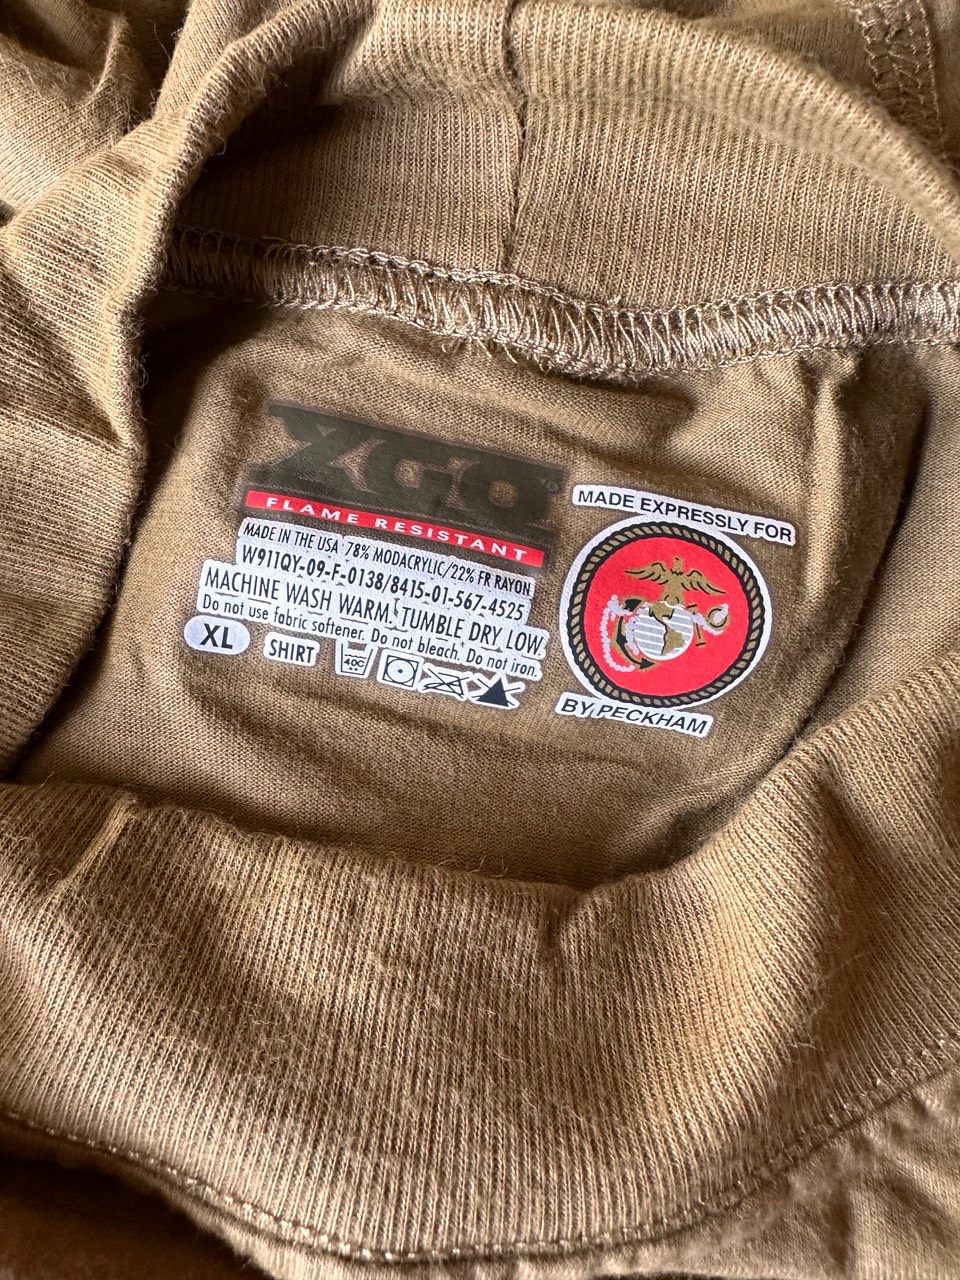 XGO®
FLAME RESISTANT
MADE IN THE USA 78% MODACRYLIC/22% FR RAYON
W911QY-09-F-0138/8415-01-567-4525
MACHINE WASH WARM. TUMBLE DRY LOW
Do not use fabric softener. Do not bleach. Do not iron.
XL SHIRT 40C
MADE EXPRESSLY FOR
BY PECKHAM